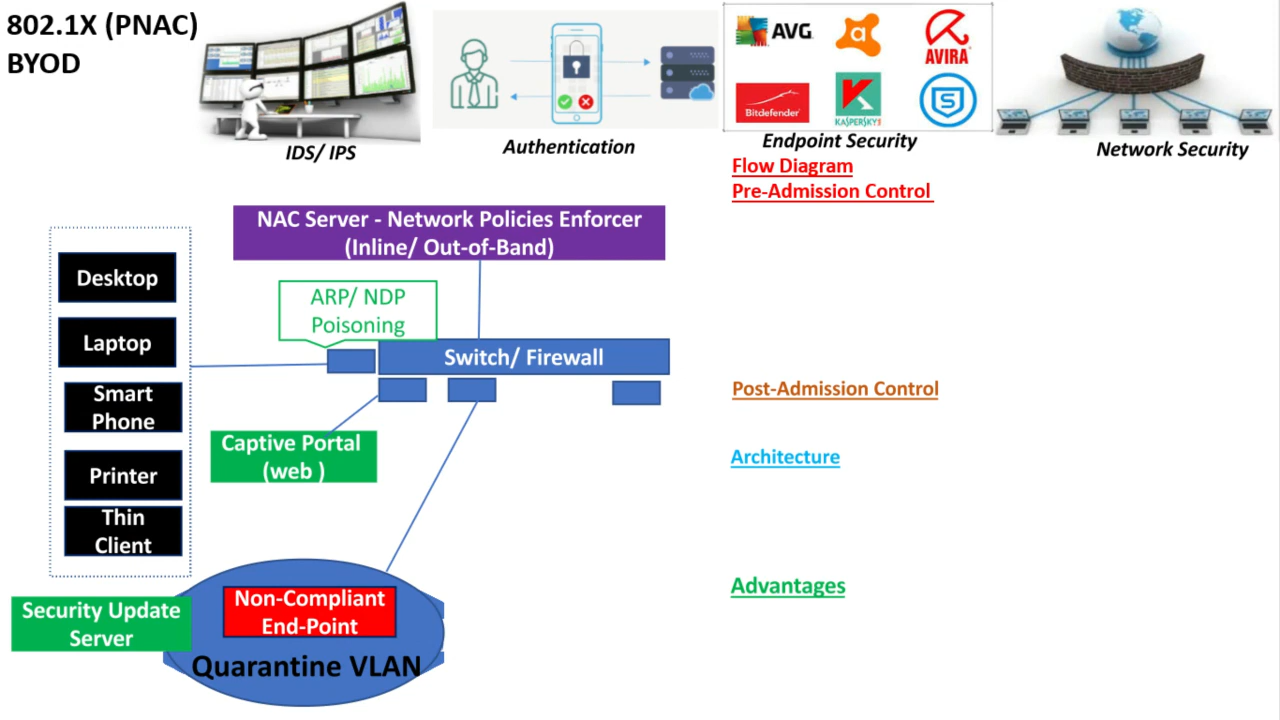 802.1X (PNAC)
BYOD
IDS/ IPS
Authentication
AVG
AVIRA
Bitdefender
KASPERSKY
S
Endpoint Security
Network Security
Flow Diagram
Pre-Admission Control
NAC Server - Network Policies Enforcer
(Inline/ Out-of-Band)
Desktop
Laptop
Smart
Phone
Printer
Thin
Client
ARP/ NDP
Poisoning
Switch/ Firewall
Captive Portal
(web )
Post-Admission Control
Architecture
Advantages
Security Update
Server
Non-Compliant
End-Point
Quarantine VLAN